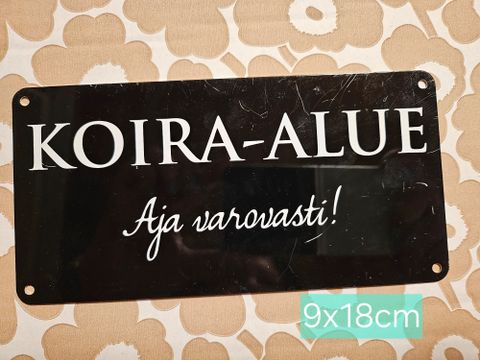 KOIRA-ALUE
Aja varovasti!
9x18cm